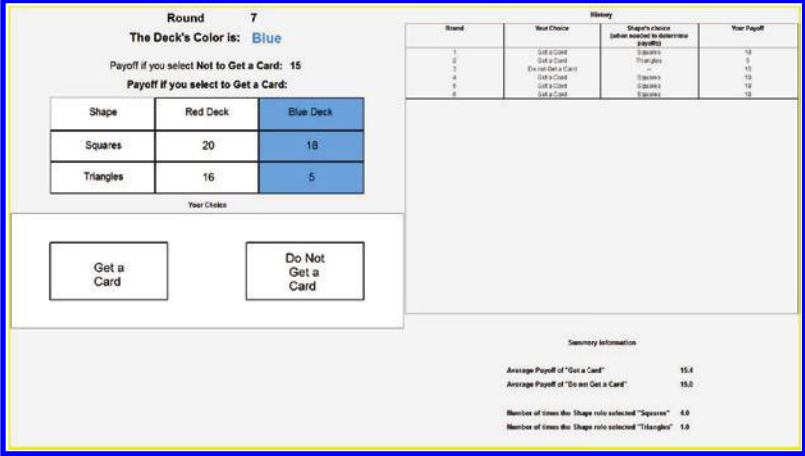 Round 7
The Deck's Color is: Blue
Payoff if you select Not to Get a Card: 15
Payoff if you select to Get a Card:
Shape Red Deck Blue Deck
Squares 20 18
Triangles 16 5
Your Choice
Get a
Card
Do Not
Get a
Card
History
Round Your Choice Shape's choice Your Payoff
(when needed to determine
payoffs)
1 Get a Card Squares 18
2 Get a Card Triangles 5
3 Do not Get a Card -- 15
4 Get a Card Squares 18
5 Get a Card Squares 18
6 Get a Card Squares 18
Summary Information
Average Payoff of "Get a Card" 15.4
Average Payoff of "Do not Get a Card" 15.0
Number of times the Shape role selected "Squares" 4.0
Number of times the Shape role selected "Triangles" 1.0